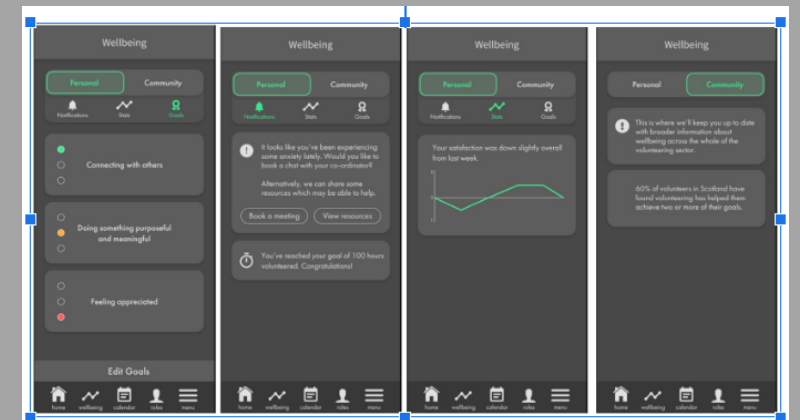 Wellbeing
Personal
Community
Notifications
Stats
Goals
Connecting with others
Doing something purposeful
and meaningful
Feeling appreciated
Edit Goals
home
wellbeing
calendar
roles
menu
Wellbeing
Personal
Community
Notifications
Stats
Goals
It looks like you've been experiencing
some anxiety lately. Would you like to
book a chat with your co-ordinator?
Alternatively, we can share some
resources which may be able to help.
Book a meeting
View resources
You've reached your goal of 100 hours
volunteered. Congratulations!
home
wellbeing
calendar
roles
menu
Wellbeing
Personal
Community
Notifications
Stats
Goals
Your satisfaction was down slightly overall
from last week.
home
wellbeing
calendar
roles
menu
Wellbeing
Personal
Community
This is where we'll keep you up to date
with broader information about
wellbeing across the whole of the
volunteering sector.
60% of volunteers in Scotland have
found volunteering has helped them
achieve two or more of their goals.
home
wellbeing
calendar
roles
menu